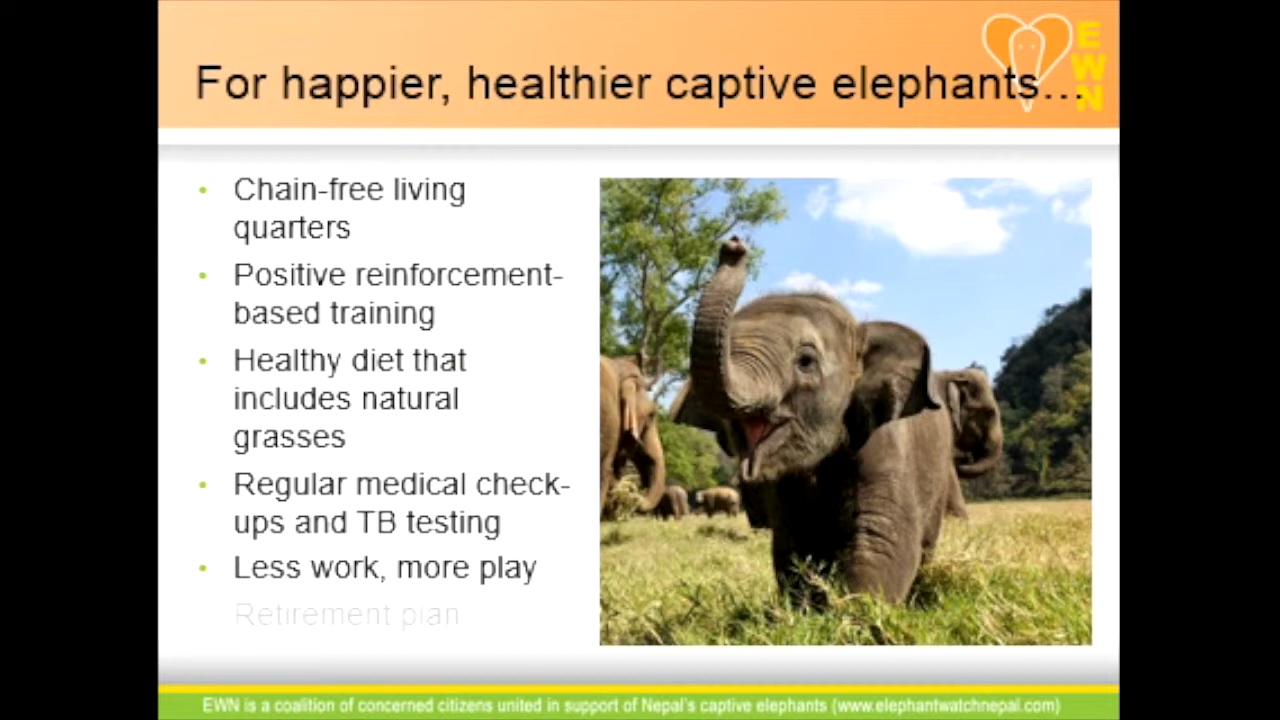 E
W
N
For happier, healthier captive elephants...
• Chain-free living
quarters
• Positive reinforcement-
based training
• Healthy diet that
includes natural
grasses
• Regular medical check-
ups and TB testing
• Less work, more play
Retirement plan
EWN is a coalition of concerned citizens united in support of Nepal's captive elephants (www.elephantwatchnepal.com)